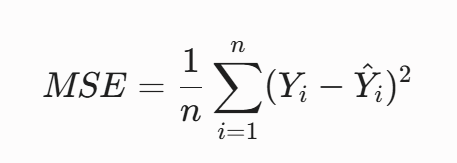 MSE = \frac{1}{n} \sum_{i=1}^{n} (Y_i - \hat{Y}_i)^2